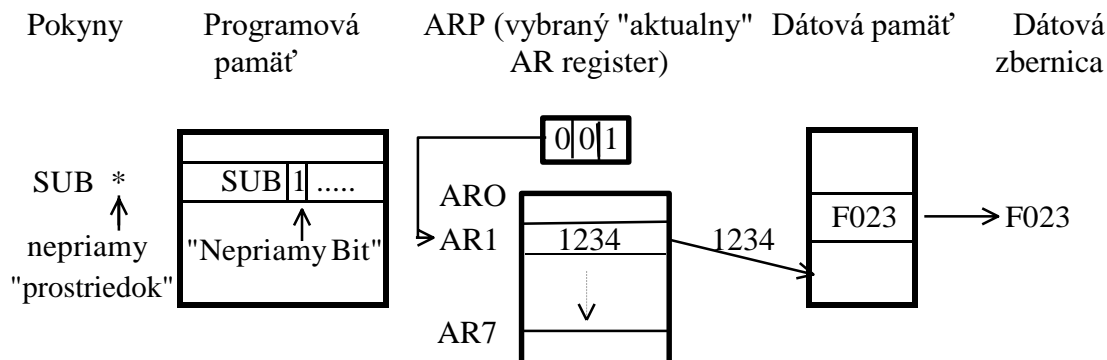 Pokyny
Programová
pamäť
ARP (vybraný "aktualny"
AR register)
Dátová pamäť
Dátová
zbernica
0 0 1
SUB *
SUB 1 .....
ARO
F023
F023
nepriamy
"prostriedok"
"Nepriamy Bit"
AR1
1234
1234
AR7